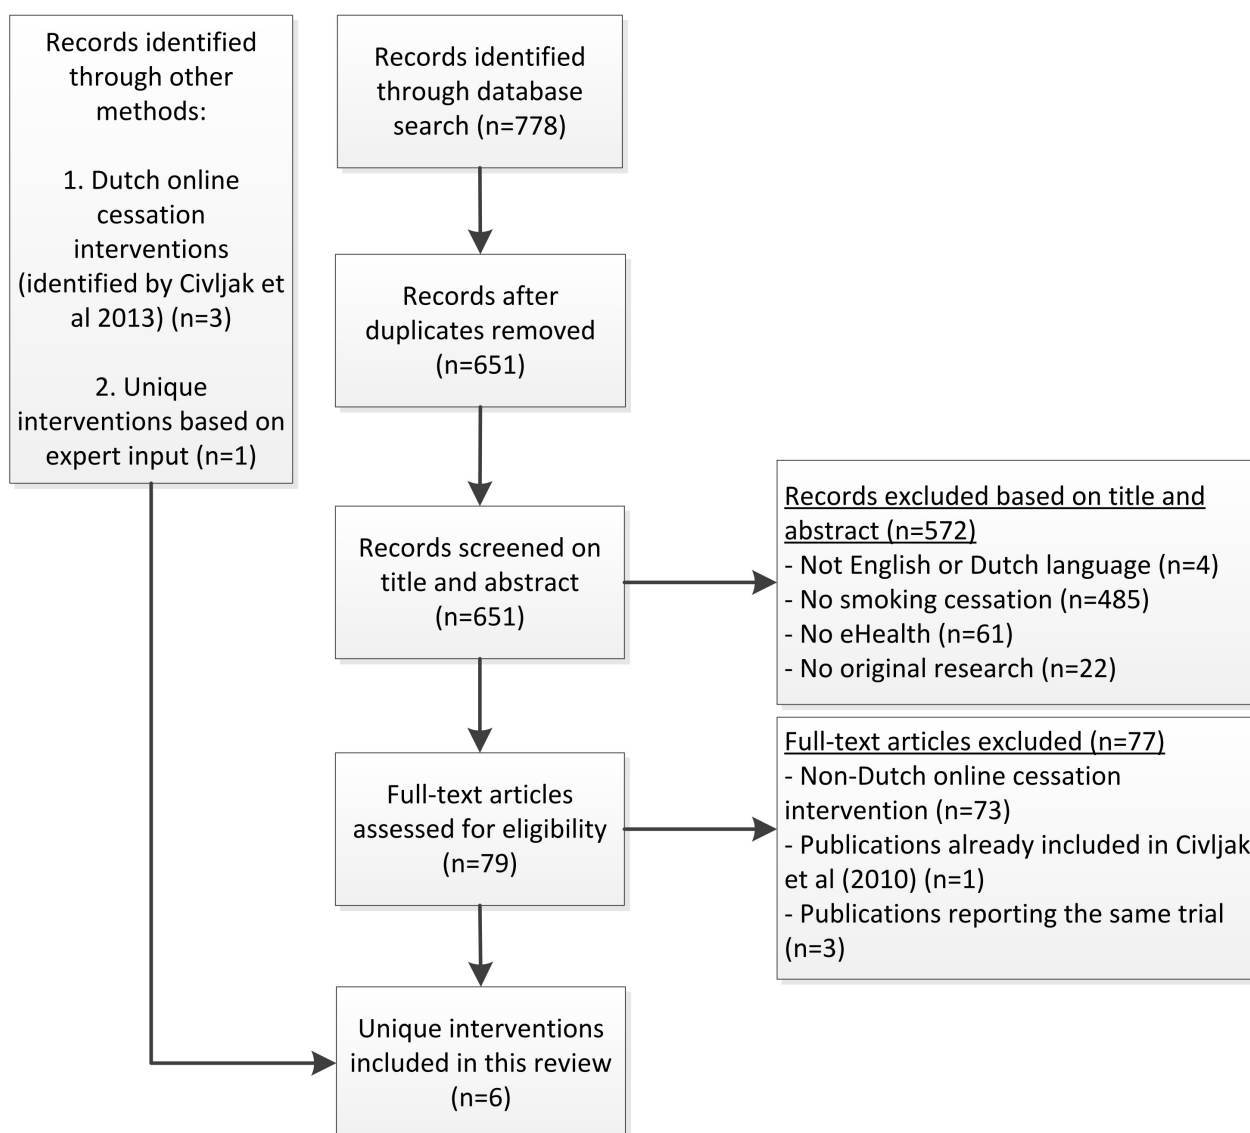 Records identified
through other
methods:
1. Dutch online
cessation
interventions
(identified by Civljak et
al 2013) (n=3)
2. Unique
interventions based on
expert input (n=1)
Records identified
through database
search (n=778)
Records after
duplicates removed
(n=651)
Records screened on
title and abstract
(n=651)
Records excluded based on title and
abstract (n=572)
- Not English or Dutch language (n=4)
- No smoking cessation (n=485)
- No eHealth (n=61)
- No original research (n=22)
Full-text articles
assessed for eligibility
(n=79)
Full-text articles excluded (n=77)
- Non-Dutch online cessation
intervention (n=73)
- Publications already included in Civljak
et al (2010) (n=1)
- Publications reporting the same trial
(n=3)
Unique interventions
included in this review
(n=6)